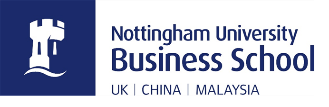 Nottingham University
Business School
UK | CHINA | MALAYSIA